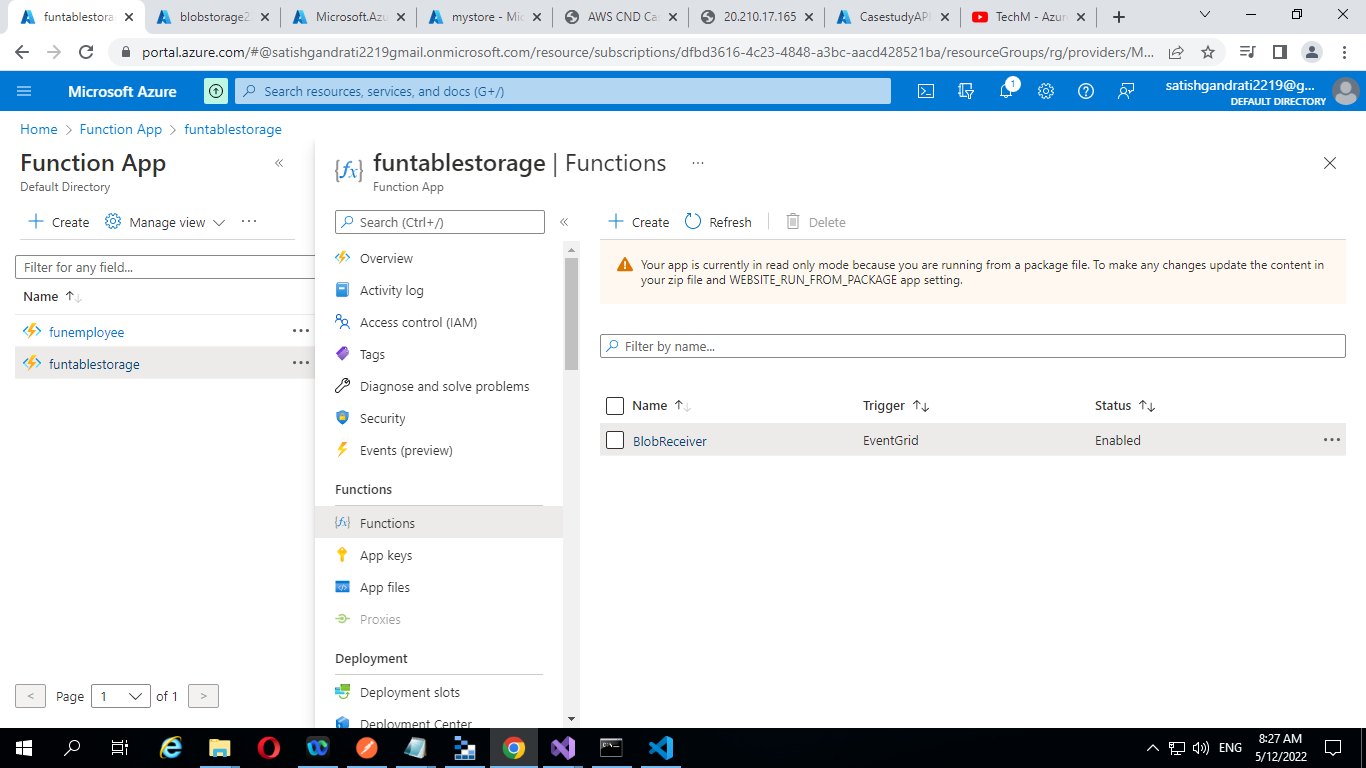 funtablestora
blobstorage2
Microsoft.Azu
mystore - Mic
AWS CND Ca
20.210.17.165
CasestudyAPI
TechM - Azur
portal.azure.com/#@satishgandrati2219gmail.onmicrosoft.com/resource/subscriptions/dfbd3616-4c23-4848-a3bc-aacd428521ba/resourceGroups/rg/providers/M...
Microsoft Azure
Search resources, services, and docs (G+/)
1
satishgandrati2219@g...
DEFAULT DIRECTORY
Home > Function App > funtablestorage
Function App
Default Directory
Create
Manage view
Filter for any field...
Name
funemployee
funtablestorage
< Page 1 of 1 >
funtablestorage | Functions
Function App
Search (Ctrl+/)
Overview
Activity log
Access control (IAM)
Tags
Diagnose and solve problems
Security
Events (preview)
Functions
Functions
App keys
App files
Proxies
Deployment
Deployment slots
Deployment Center
Create Refresh Delete
Your app is currently in read only mode because you are running from a package file. To make any changes update the content in
your zip file and WEBSITE_RUN_FROM_PACKAGE app setting.
Filter by name...
Name Trigger Status
BlobReceiver EventGrid Enabled
ENG
8:27 AM
5/12/2022